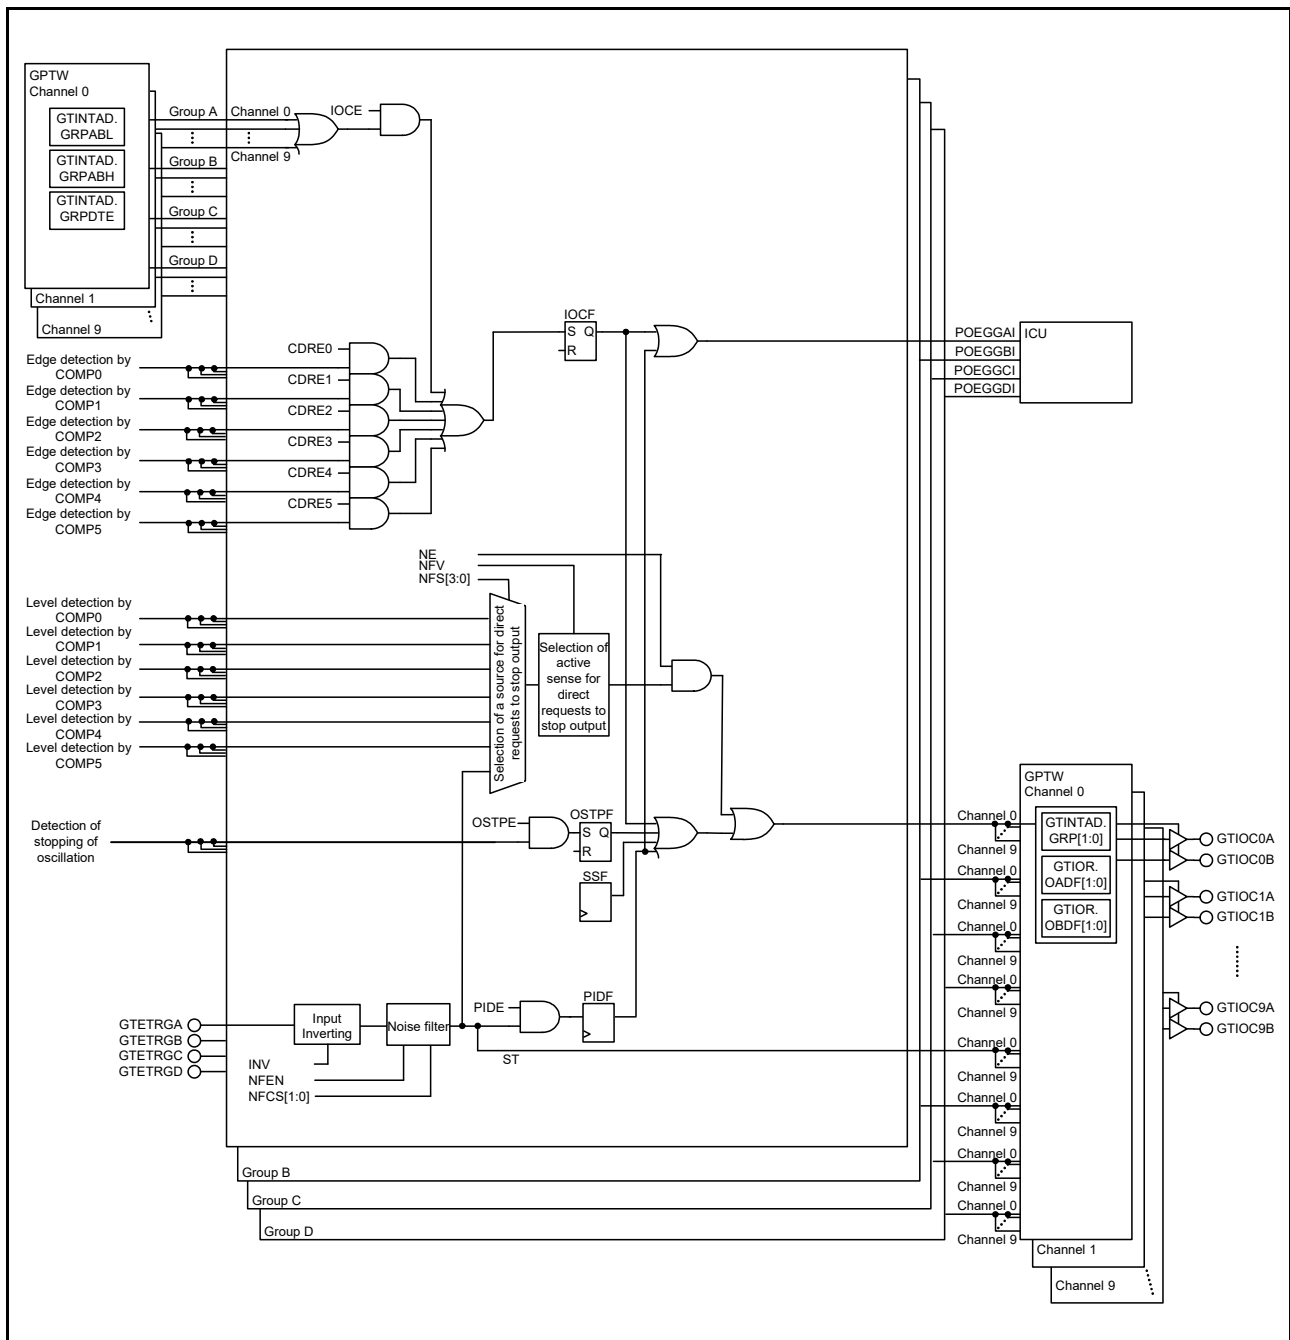 GPTW
Channel 0
GTINTAD.
GRPABL
GTINTAD.
GRPABH
GTINTAD.
GRPDTE
Channel 1
Channel 9
Group A
Channel 0
Channel 9
Group B
Group C
Group D
IOCE
Edge detection by
COMP0
Edge detection by
COMP1
Edge detection by
COMP2
Edge detection by
COMP3
Edge detection by
COMP4
Edge detection by
COMP5
CDRE0
CDRE1
CDRE2
CDRE3
CDRE4
CDRE5
IOCF
S Q
R
POEGGAI
POEGGBI
POEGGCI
POEGGDI
ICU
NE
NFV
NFS[3:0]
Level detection by
COMP0
Level detection by
COMP1
Level detection by
COMP2
Level detection by
COMP3
Level detection by
COMP4
Level detection by
COMP5
Selection of a source for direct
requests to stop output
Selection of
active
sense for
direct
requests to
stop output
Detection of
stopping of
oscillation
OSTPE
OSTPF
S Q
R
SSF
PIDE
PIDF
GTETRGA
GTETRGB
GTETRGC
GTETRGD
Input
Inverting
Noise filter
INV
NFEN
NFCS[1:0]
ST
Group B
Group C
Group D
Channel 0
Channel 9
Channel 0
Channel 9
Channel 0
Channel 9
Channel 0
Channel 9
Channel 0
Channel 9
Channel 0
Channel 9
Channel 0
Channel 9
Channel 0
Channel 9
GPTW
Channel 0
GTINTAD.
GRP[1:0]
GTIOR.
OADF[1:0]
GTIOR.
OBDF[1:0]
Channel 1
Channel 9
GTIOC0A
GTIOC0B
GTIOC1A
GTIOC1B
GTIOC9A
GTIOC9B